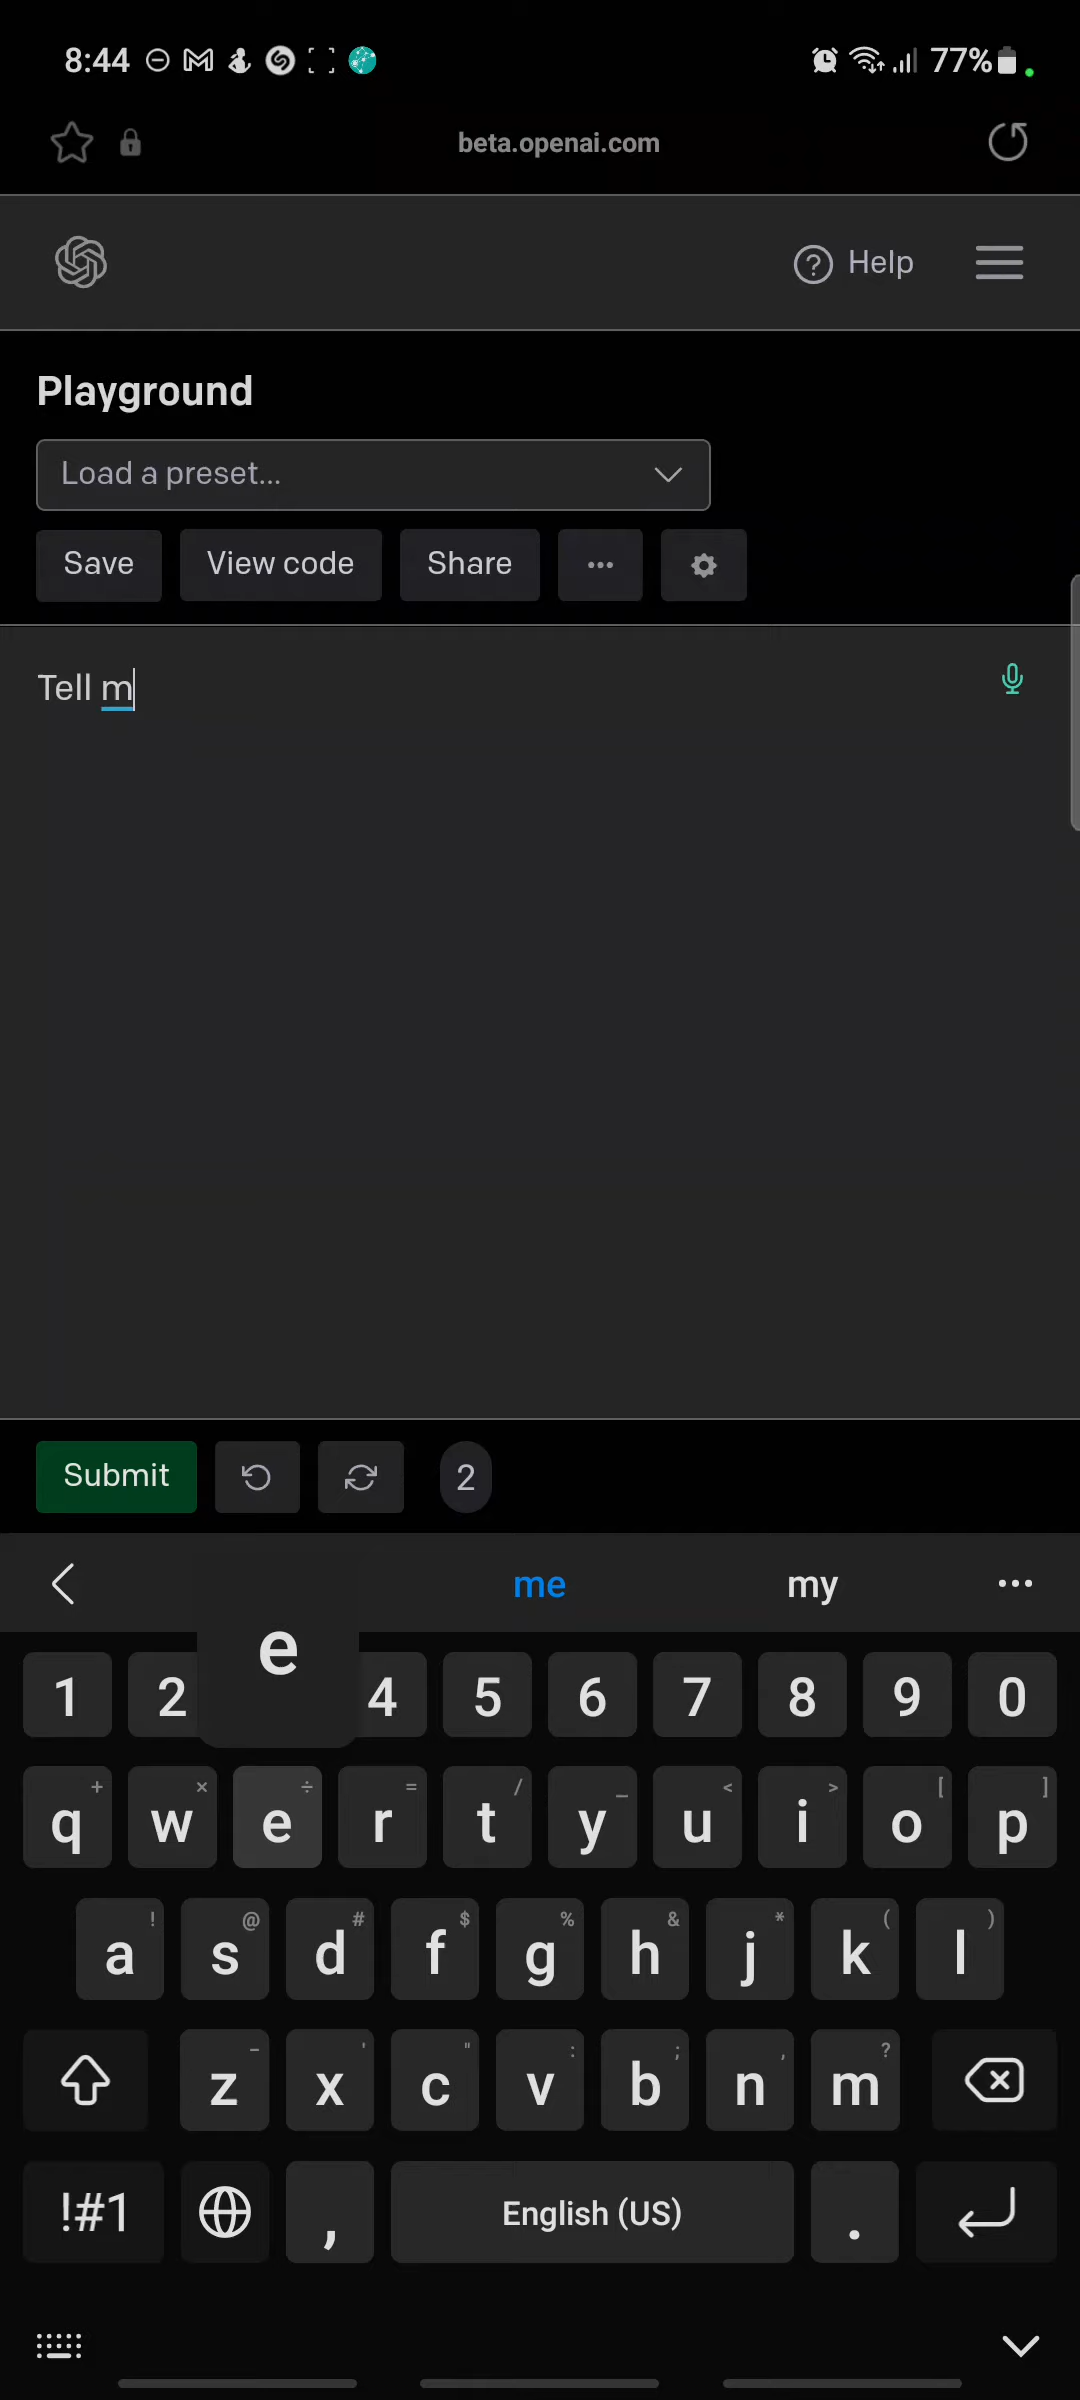 8:44
77%
beta.openai.com
Help
Playground
Load a preset...
Save View code Share ...
Tell m
Submit 2
me my ...
e
1 2 4 5 6 7 8 9 0
+ × ÷ = / _ < > [ ]
q w e r t y u i o p
! @ # $ % & * ( )
a s d f g h j k l
- ' " : ; , ?
z x c v b n m
!#1 , English (US) .